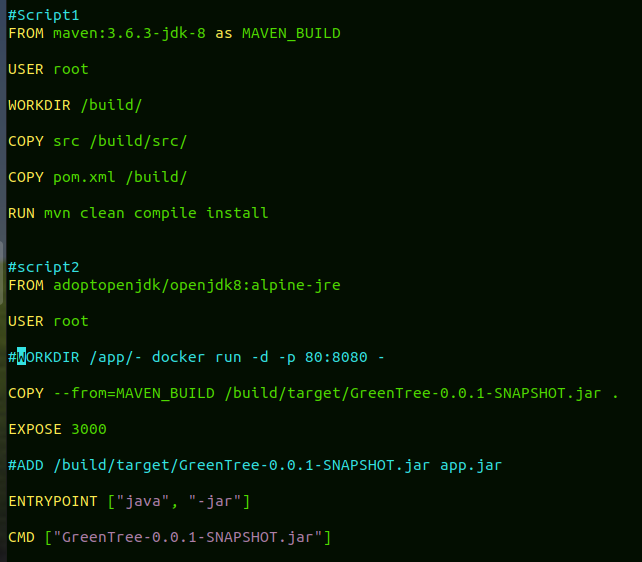 #Script1
FROM maven:3.6.3-jdk-8 as MAVEN_BUILD
USER root
WORKDIR /build/
COPY src /build/src/
COPY pom.xml /build/
RUN mvn clean compile install
#script2
FROM adoptopenjdk/openjdk8:alpine-jre
USER root
#WORKDIR /app/- docker run -d -p 80:8080 -
COPY --from=MAVEN_BUILD /build/target/GreenTree-0.0.1-SNAPSHOT.jar .
EXPOSE 3000
#ADD /build/target/GreenTree-0.0.1-SNAPSHOT.jar app.jar
ENTRYPOINT ["java", "-jar"]
CMD ["GreenTree-0.0.1-SNAPSHOT.jar"]